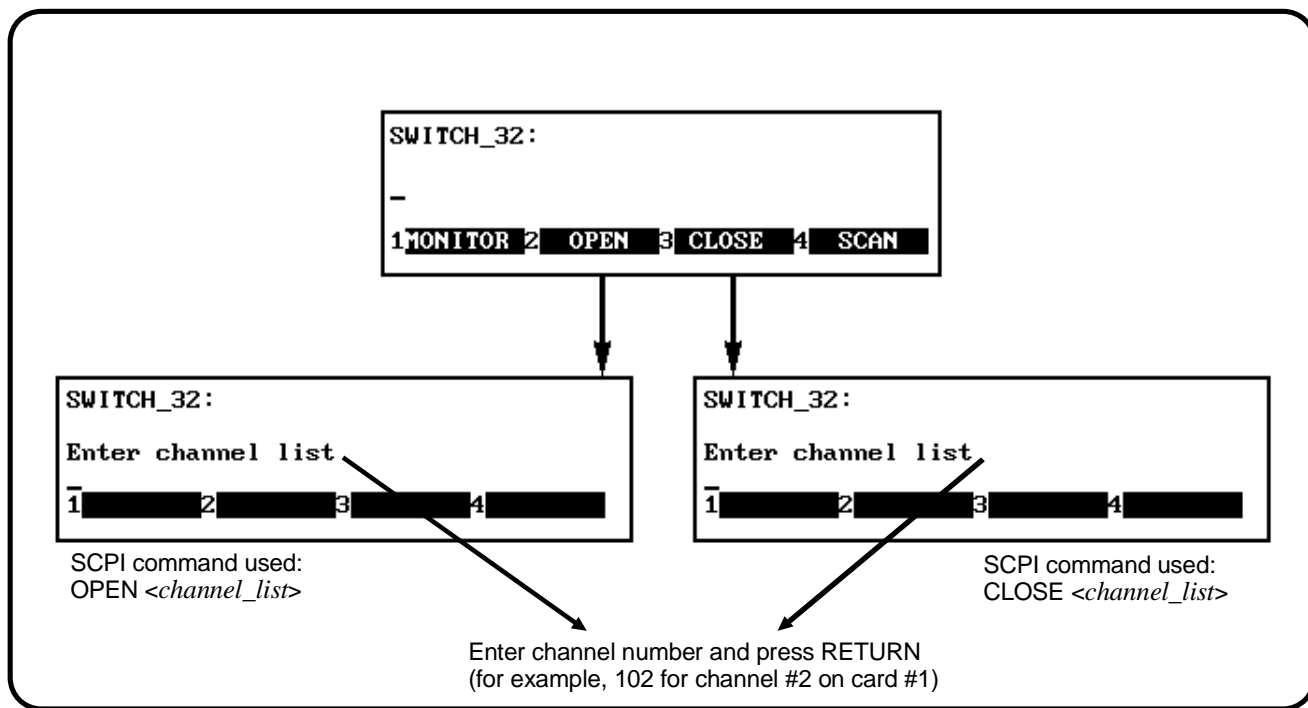 SWITCH_32:
_
1MONITOR 2 OPEN 3 CLOSE 4 SCAN
SWITCH_32:
Enter channel list
_
1 2 3 4
SCPI command used:
OPEN <channel_list>
SWITCH_32:
Enter channel list
_
1 2 3 4
SCPI command used:
CLOSE <channel_list>
Enter channel number and press RETURN
(for example, 102 for channel #2 on card #1)